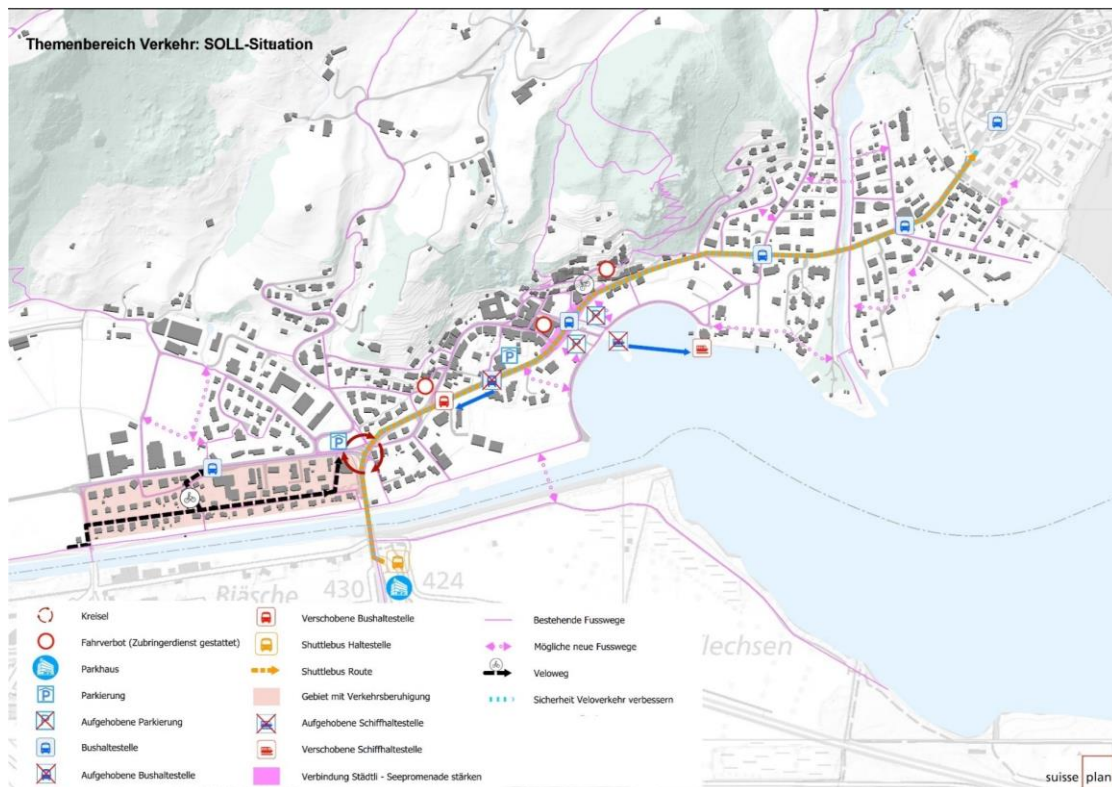 Themenbereich Verkehr: SOLL-Situation
6
P
P
Biäsche
430
424
lechsen
Kreisel
Fahrverbot (Zubringerdienst gestattet)
Parkhaus
P Parkierung
Aufgehobene Parkierung
Bushaltestelle
Aufgehobene Bushaltestelle
Verschobene Bushaltestelle
Shuttlebus Haltestelle
Shuttlebus Route
Gebiet mit Verkehrsberuhigung
Aufgehobene Schiffhaltestelle
Verschobene Schiffhaltestelle
Verbindung Städtli - Seepromenade stärken
Bestehende Fusswege
Mögliche neue Fusswege
Veloweg
Sicherheit Veloverkehr verbessern
suisse plan